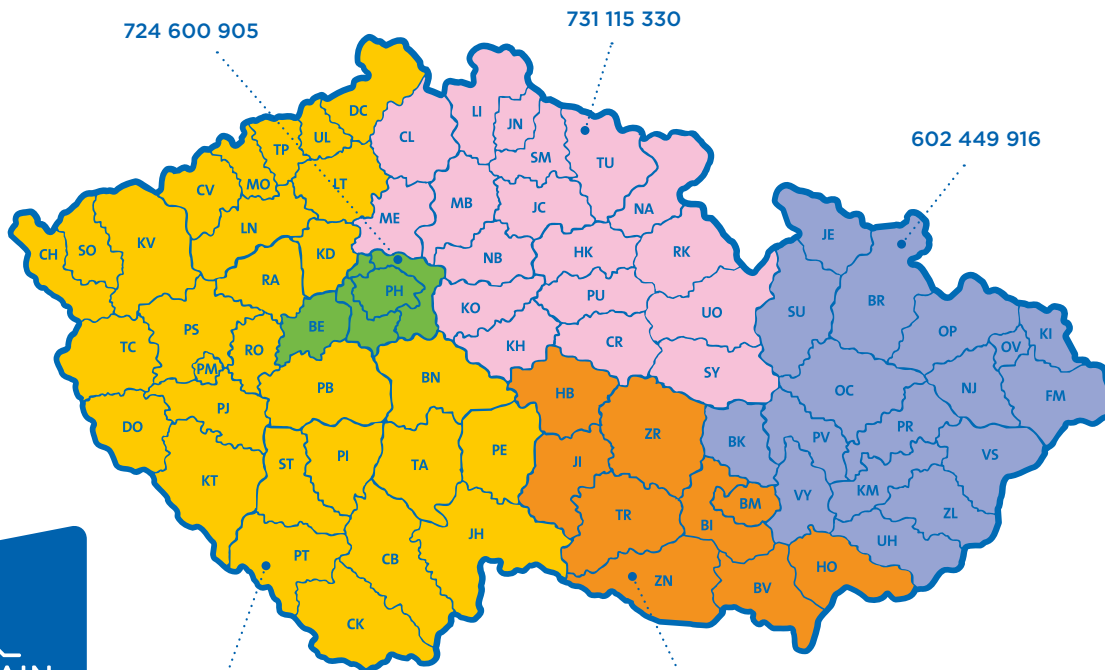 724 600 905
731 115 330
602 449 916
DC
LI
JN
CL
UL
TP
SM
TU
MO
CV
LT
MB
JC
NA
ME
LN
JE
KD
SO
KV
CH
NB
HK
RK
RA
PH
BR
PU
KO
UO
SU
BE
PS
OP
KI
TC
RO
KH
CR
OV
PM
SY
BN
PB
HB
OC
NJ
FM
PJ
DO
ZR
BK
PV
PR
VS
PE
ST
PI
TA
JI
KT
KM
VY
BM
TR
BI
ZL
JH
UH
PT
CB
HO
ZN
BV
CK